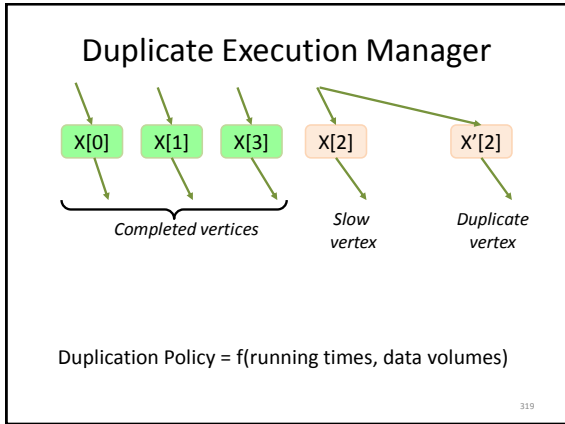 Duplicate Execution Manager
X[0] X[1] X[3] X[2] X'[2]
Completed vertices
Slow
vertex
Duplicate
vertex
Duplication Policy = f(running times, data volumes)
319